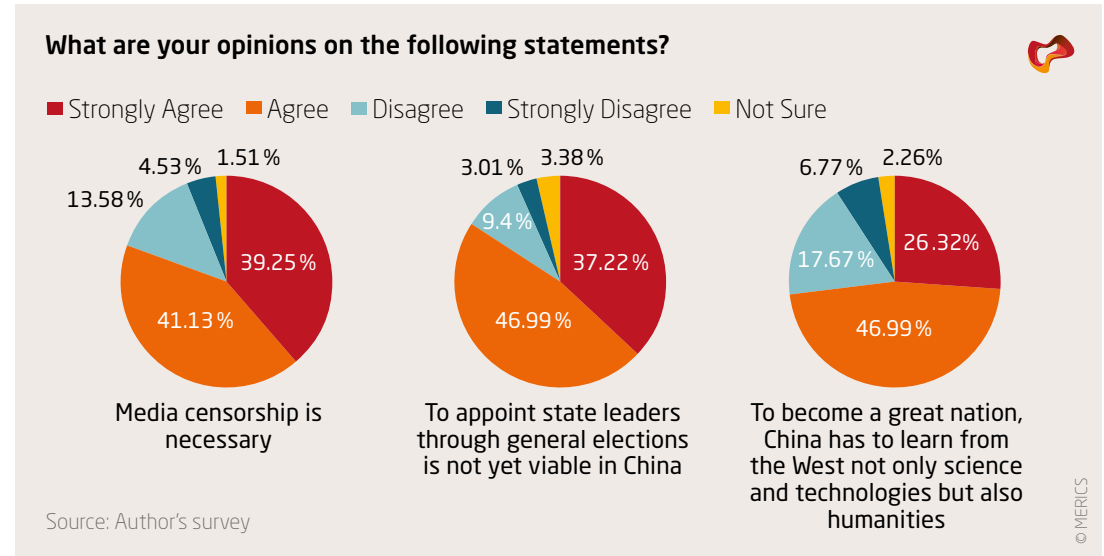 What are your opinions on the following statements?
Strongly Agree Agree Disagree Strongly Disagree Not Sure
4.53 % 1.51 %
13.58 %
39.25 %
41.13 %
Media censorship is
necessary
3.01 % 3.38 %
9.4 %
37.22 %
46.99 %
To appoint state leaders
through general elections
is not yet viable in China
6.77 % 2.26%
17.67 %
26.32%
46.99 %
To become a great nation,
China has to learn from
the West not only science
and technologies but also
humanities
Source: Author's survey
© MERICS